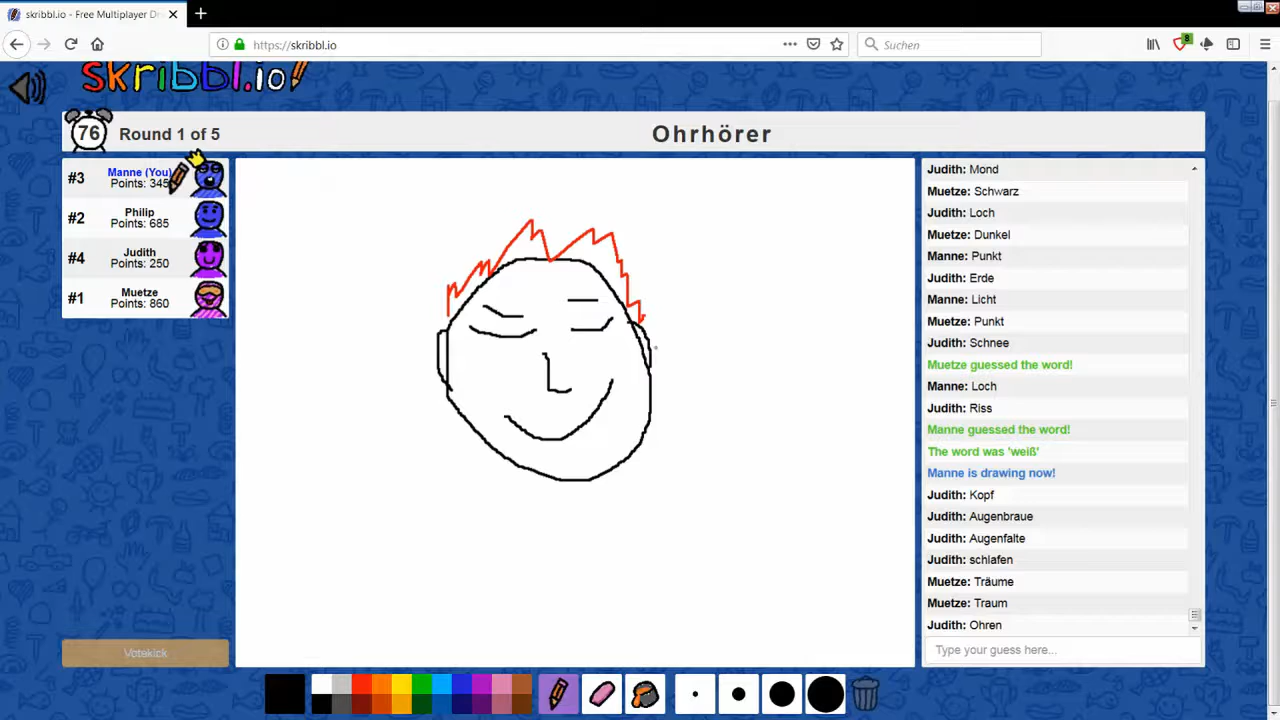 skribbl.io - Free Multiplayer Dr
https://skribbl.io
Suchen
8
skribbl.io!
76
Round 1 of 5
Ohrhörer
#3
Manne (You)
Points: 345
#2
Philip
Points: 685
#4
Judith
Points: 250
#1
Muetze
Points: 860
Votekick
Judith: Mond
Muetze: Schwarz
Judith: Loch
Muetze: Dunkel
Manne: Punkt
Judith: Erde
Manne: Licht
Muetze: Punkt
Judith: Schnee
Muetze guessed the word!
Manne: Loch
Judith: Riss
Manne guessed the word!
The word was 'weiß'
Manne is drawing now!
Judith: Kopf
Judith: Augenbraue
Judith: Augenfalte
Judith: schlafen
Muetze: Träume
Muetze: Traum
Judith: Ohren
Type your guess here...